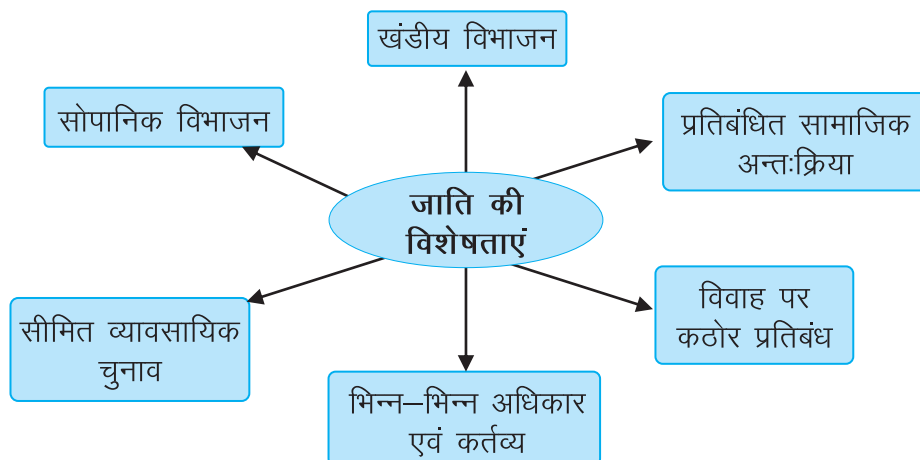 खंडीय विभाजन
सोपानिक विभाजन
प्रतिबंधित सामाजिक
अन्तःक्रिया
जाति की
विशेषताएं
सीमित व्यावसायिक
चुनाव
विवाह पर
कठोर प्रतिबंध
भिन्न–भिन्न अधिकार
एवं कर्तव्य